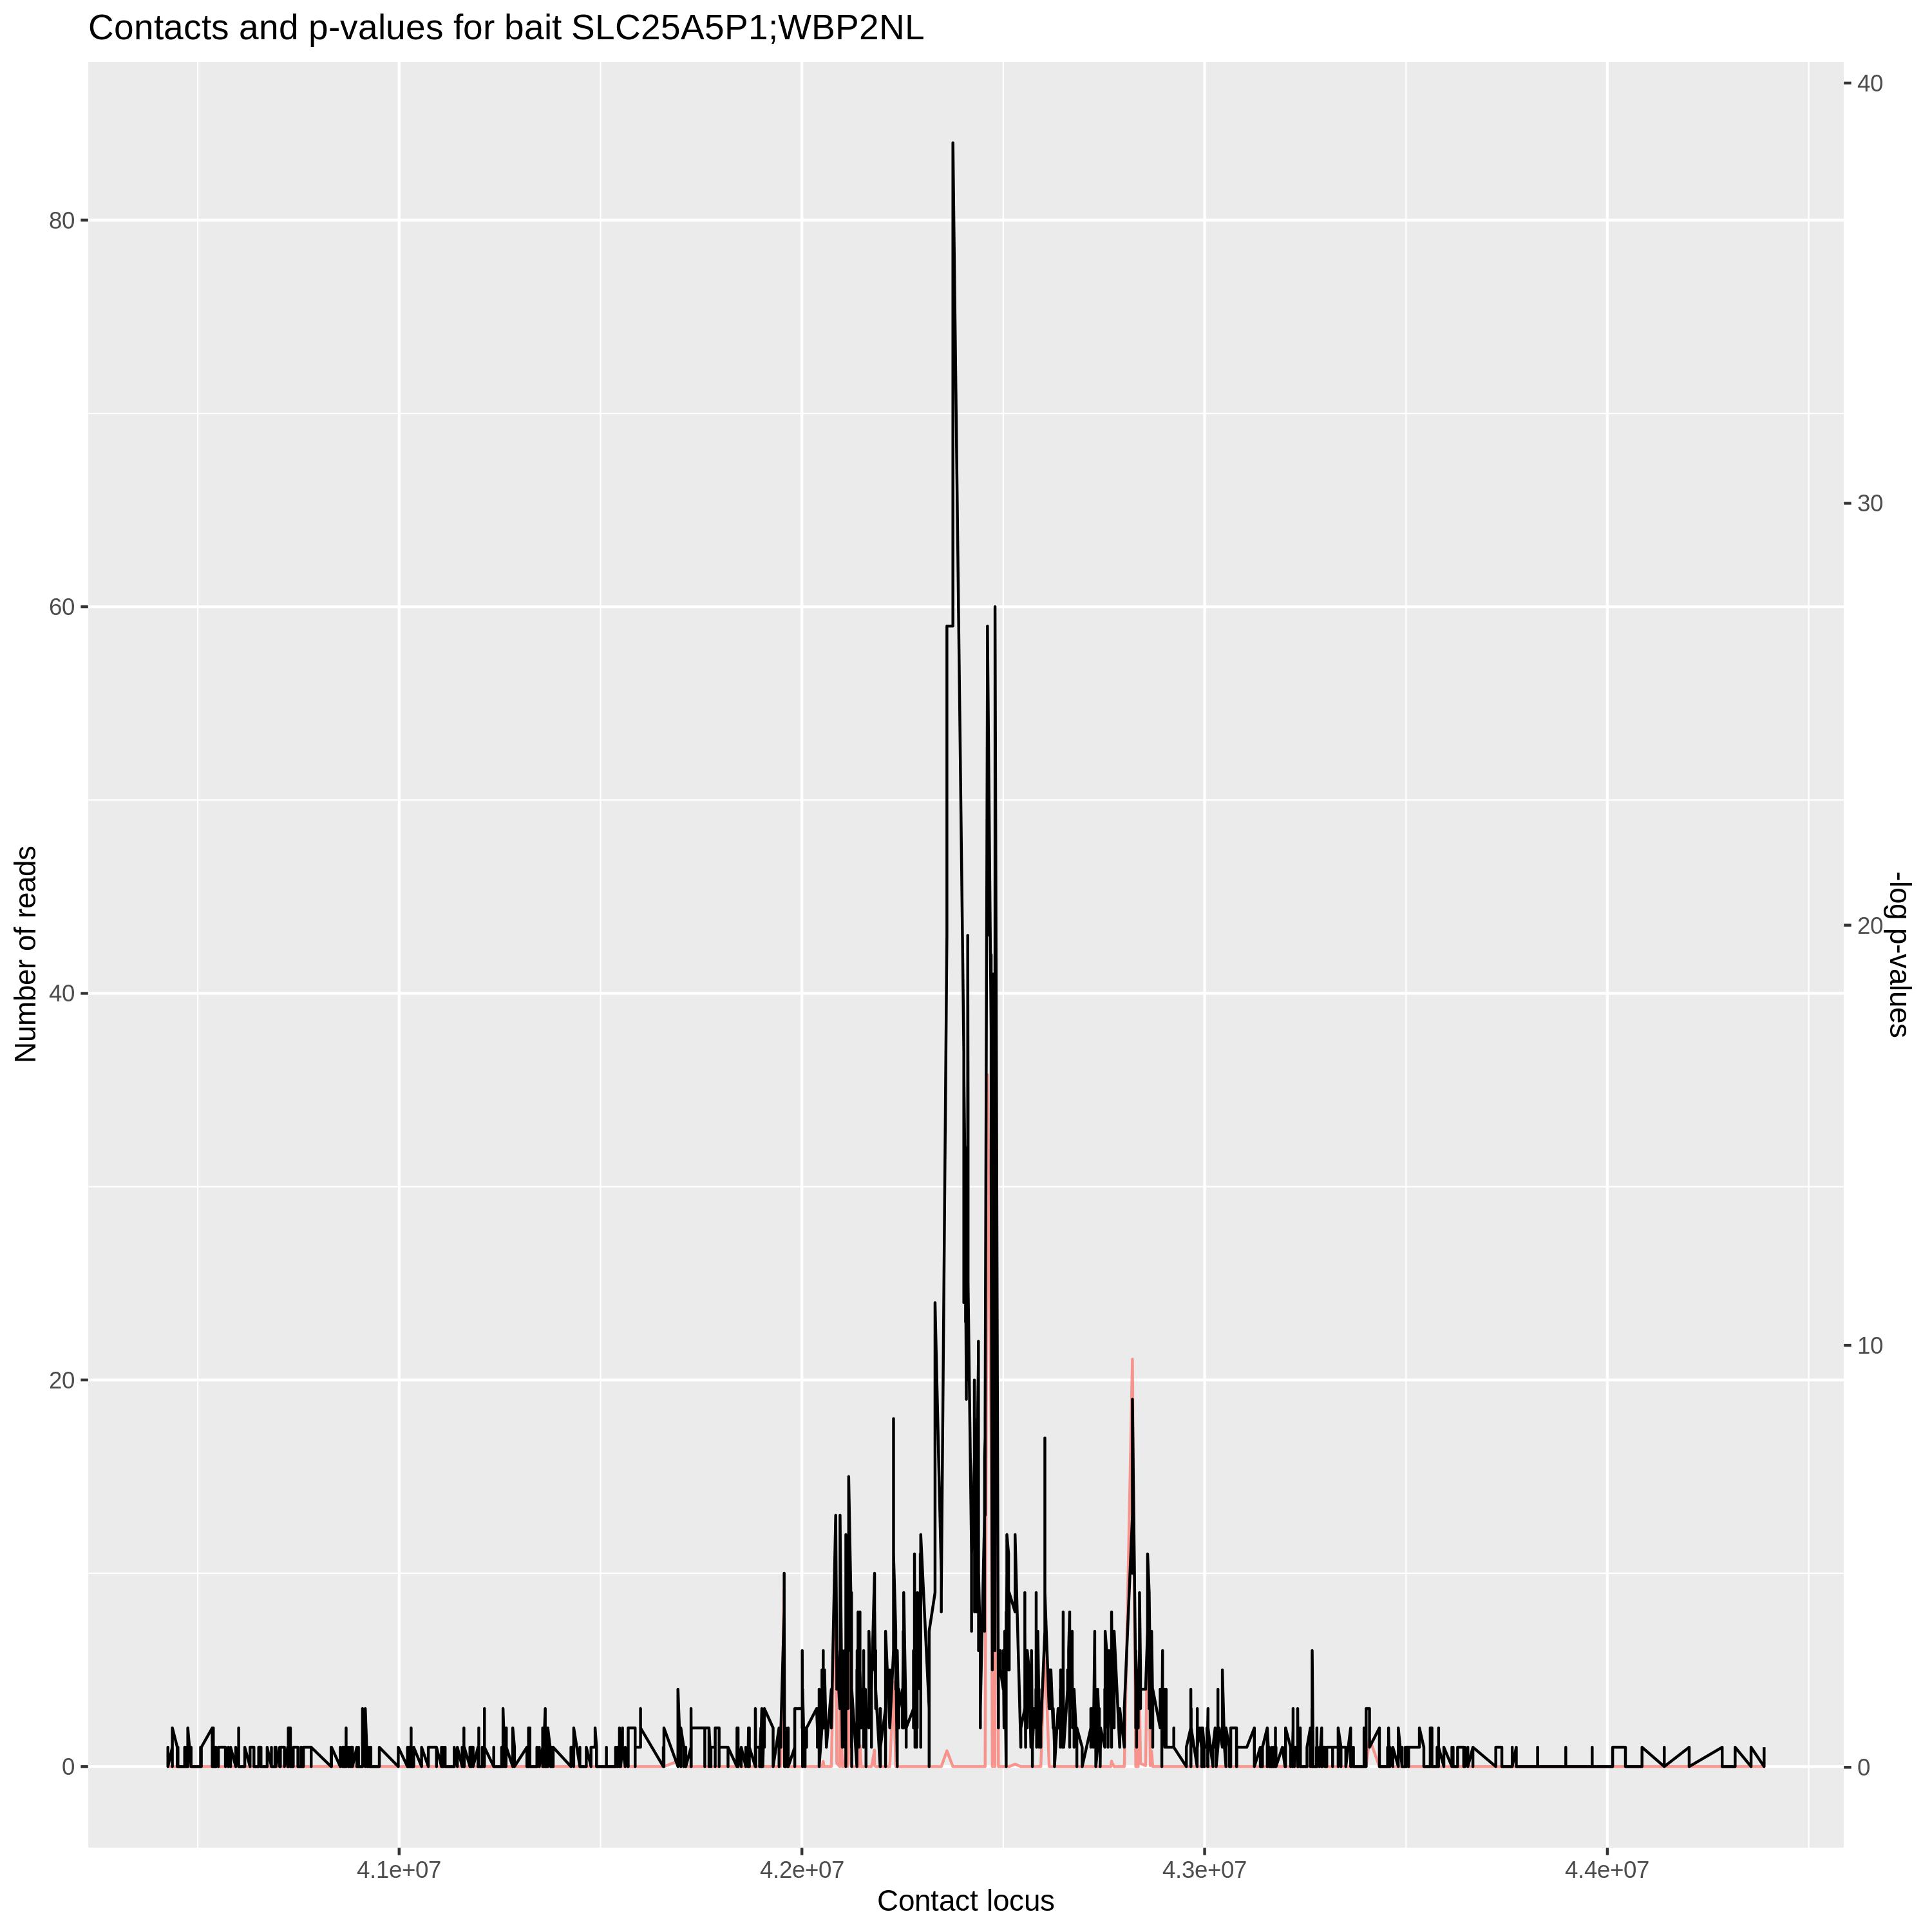 Contacts and p-values for bait SLC25A5P1;WBP2NL
Number of reads
80
60
40
20
0
40
30
20
10
0
-log p-values
4.1e+07
4.2e+07
4.3e+07
4.4e+07
Contact locus